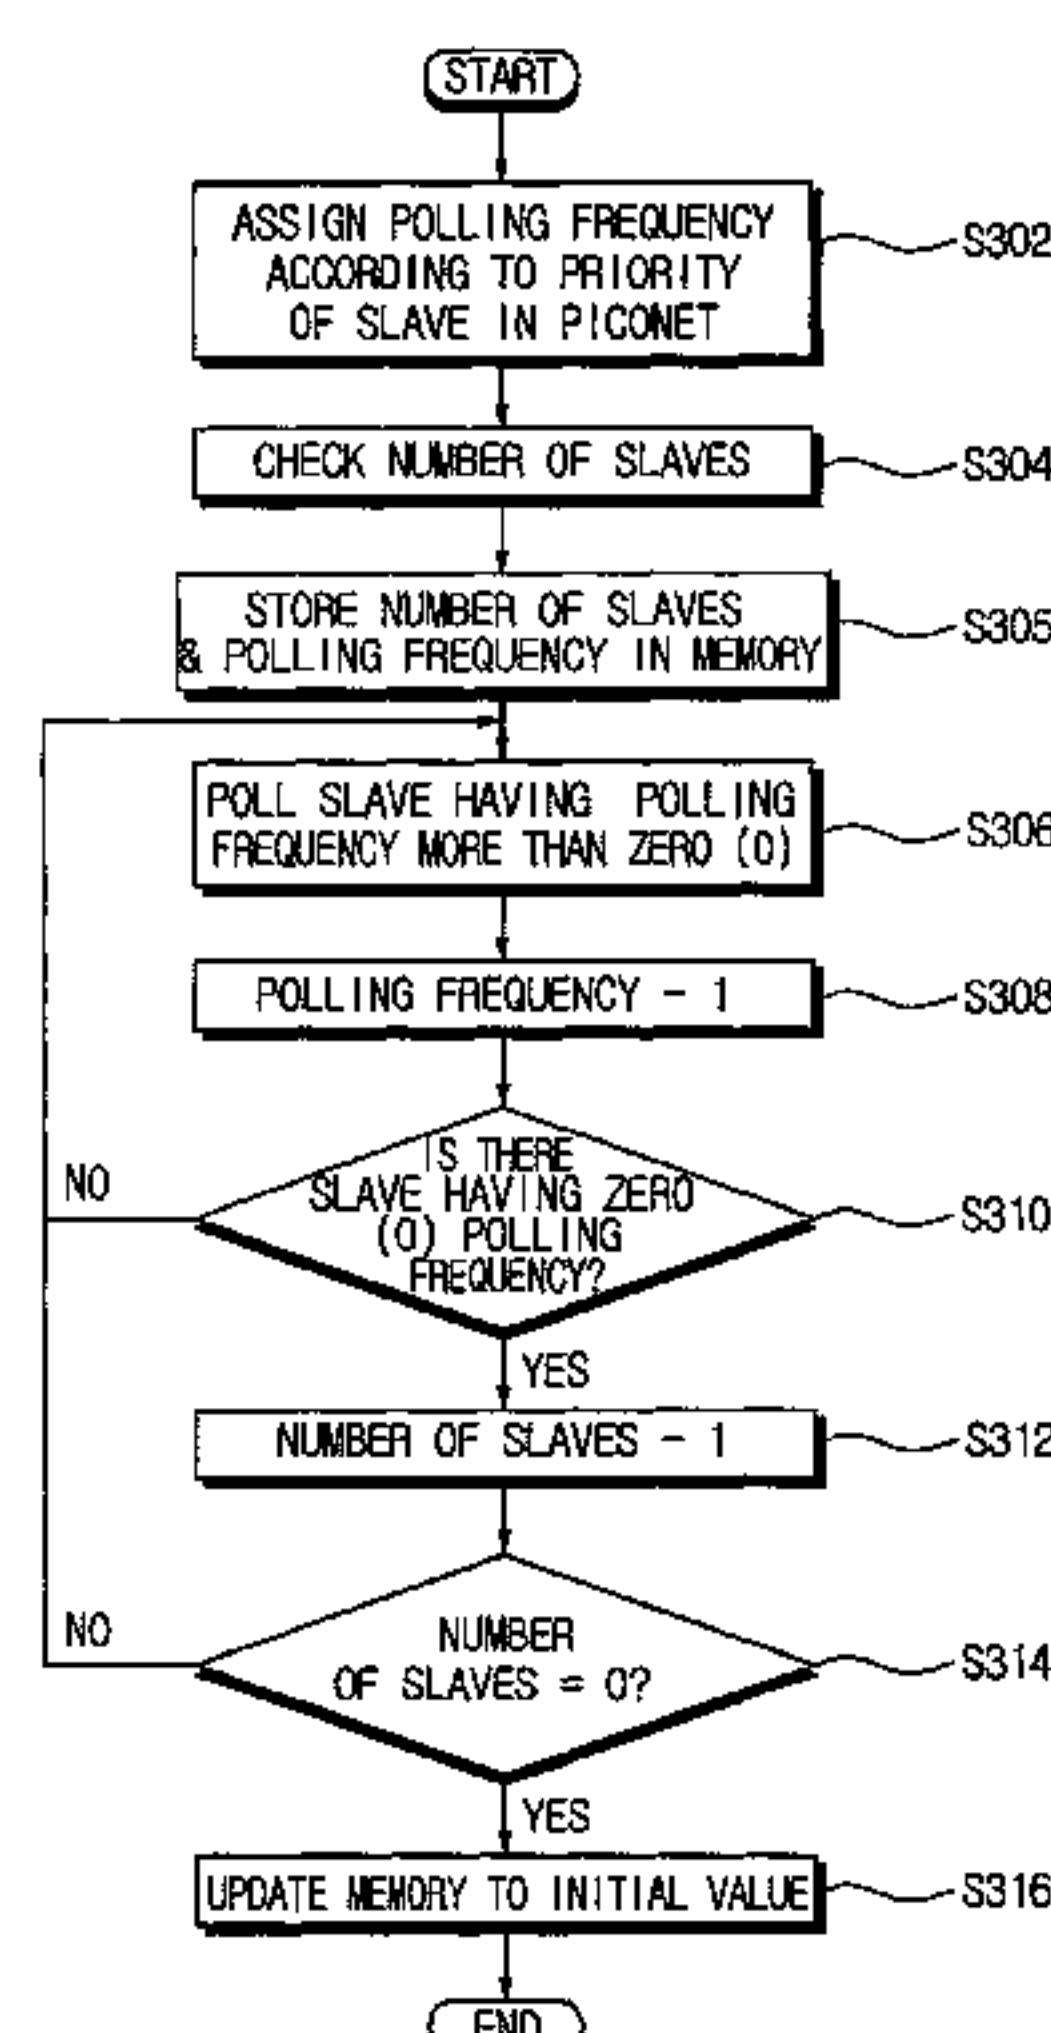 START
ASSIGN POLLING FREQUENCY
ACCORDING TO PRIORITY
OF SLAVE IN PICONET
S302
CHECK NUMBER OF SLAVES
S304
STORE NUMBER OF SLAVES
& POLLING FREQUENCY IN MEMORY
S305
POLL SLAVE HAVING POLLING
FREQUENCY MORE THAN ZERO (0)
S306
POLLING FREQUENCY - 1
S308
IS THERE
SLAVE HAVING ZERO
(0) POLLING
FREQUENCY?
NO
S310
YES
NUMBER OF SLAVES - 1
S312
NUMBER
OF SLAVES = 0?
NO
S314
YES
UPDATE MEMORY TO INITIAL VALUE
S316
END